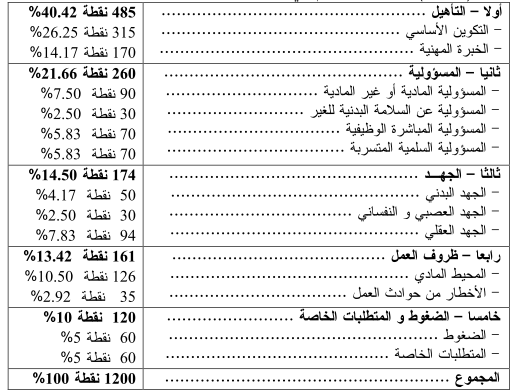 أولا – التأهيل ................................................ 485 نقطة 40.42%
- التكوين الأساسي ................................................ 315 نقطة 26.25%
- الخبرة المهنية ................................................ 170 نقطة 14.17%
ثانيا – المسؤولية ................................................ 260 نقطة 21.66%
- المسؤولية المادية أو غير المادية ............................ 90 نقطة 7.50%
- المسؤولية عن السلامة البدنية للغير ......................... 30 نقطة 2.50%
- المسؤولية المباشرة الوظيفية ................................ 70 نقطة 5.83%
- المسؤولية السلمية المتسربة ................................. 70 نقطة 5.83%
ثالثا – الجهـــد ................................................ 174 نقطة 14.50%
- الجهد البدني ................................................ 50 نقطة 4.17%
- الجهد العصبي و النفساني ................................ 30 نقطة 2.50%
- الجهد العقلي ................................................ 94 نقطة 7.83%
رابعا – ظروف العمل ........................................ 161 نقطة 13.42%
- المحيط المادي ............................................. 126 نقطة 10.50%
- الأخطار من حوادث العمل ................................ 35 نقطة 2.92%
خامسا – الضغوط و المتطلبات الخاصة ........................ 120 نقطة 10%
- الضغوط ................................................ 60 نقطة 5%
- المتطلبات الخاصة ........................................ 60 نقطة 5%
المجموع ................................................ 1200 نقطة 100%